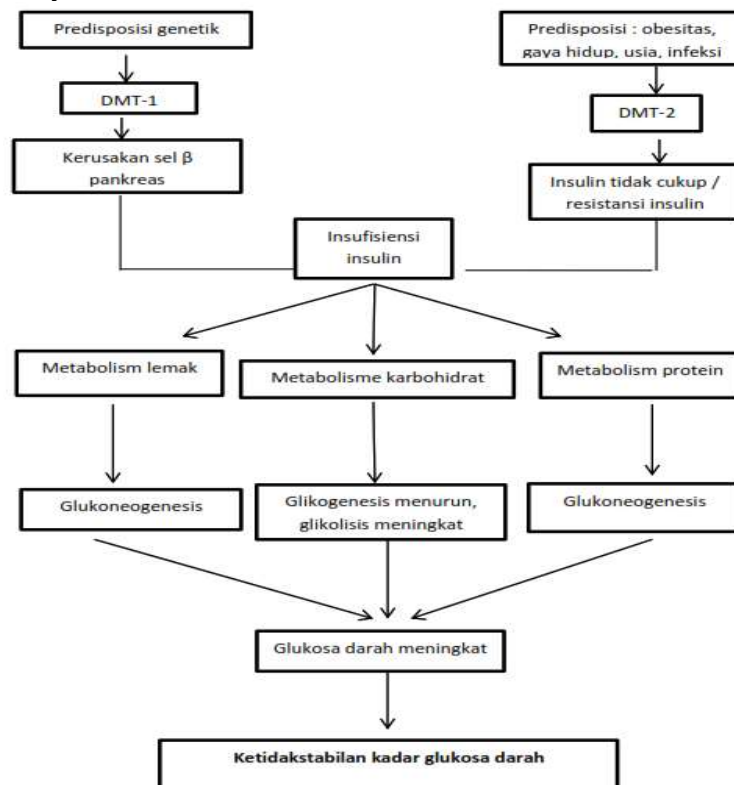 Predisposisi genetik
Predisposisi : obesitas,
gaya hidup, usia, infeksi
DMT-1
DMT-2
Kerusakan sel β
pankreas
Insulin tidak cukup /
resistansi insulin
Insufisiensi
insulin
Metabolism lemak
Metabolisme karbohidrat
Metabolism protein
Glukoneogenesis
Glikogenesis menurun,
glikolisis meningkat
Glukoneogenesis
Glukosa darah meningkat
Ketidakstabilan kadar glukosa darah